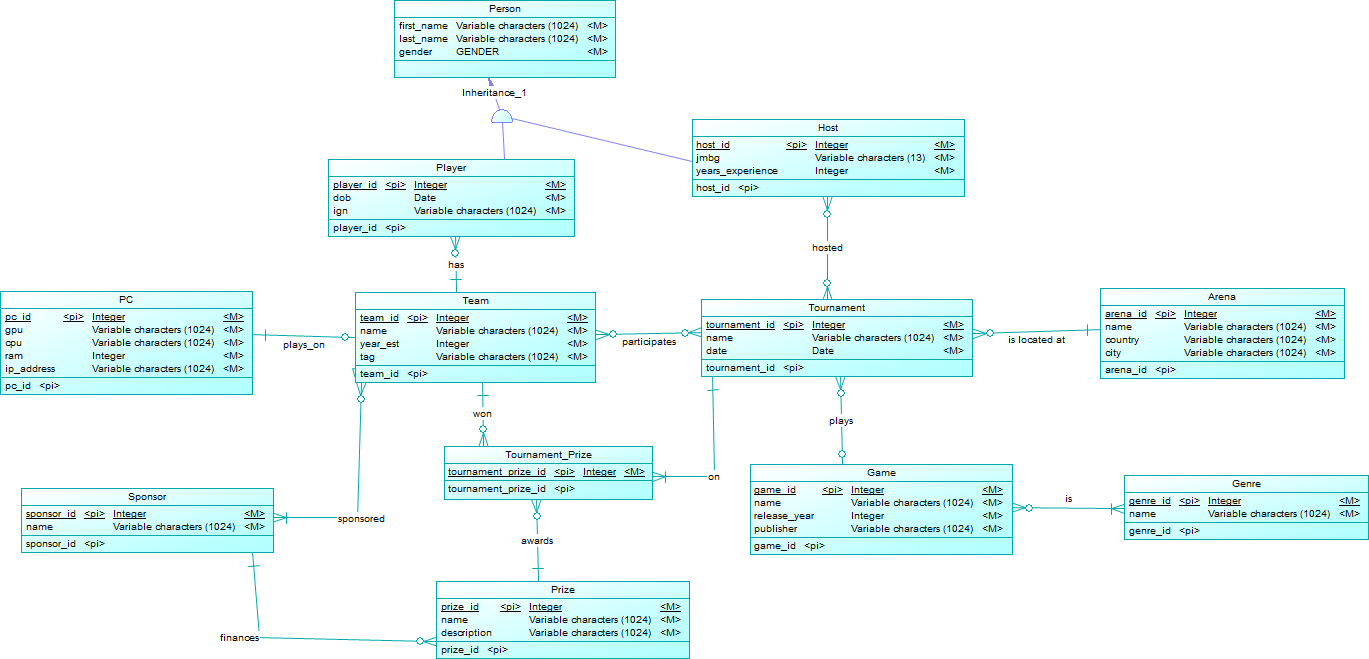 Person
first_name Variable characters (1024) <M>
last_name Variable characters (1024) <M>
gender GENDER <M>
Inheritance_1
Host
host_id <pi> Integer <M>
jmbg Variable characters (13) <M>
years_experience Integer <M>
host_id <pi>
Player
player_id <pi> Integer <M>
dob Date <M>
ign Variable characters (1024) <M>
player_id <pi>
hosted
has
PC
pc_id <pi> Integer <M>
gpu Variable characters (1024) <M>
cpu Variable characters (1024) <M>
ram Integer <M>
ip_address Variable characters (1024) <M>
pc_id <pi>
plays_on
Team
team_id <pi> Integer <M>
name Variable characters (1024) <M>
year_est Integer <M>
tag Variable characters (1024) <M>
team_id <pi>
participates
Tournament
tournament_id <pi> Integer <M>
name Variable characters (1024) <M>
date Date <M>
tournament_id <pi>
is located at
Arena
arena_id <pi> Integer <M>
name Variable characters (1024) <M>
country Variable characters (1024) <M>
city Variable characters (1024) <M>
arena_id <pi>
won
plays
Tournament_Prize
tournament_prize_id <pi> Integer <M>
tournament_prize_id <pi>
on
Game
game_id <pi> Integer <M>
name Variable characters (1024) <M>
release_year Integer <M>
publisher Variable characters (1024) <M>
game_id <pi>
is
Genre
genre_id <pi> Integer <M>
name Variable characters (1024) <M>
genre_id <pi>
Sponsor
sponsor_id <pi> Integer <M>
name Variable characters (1024) <M>
sponsor_id <pi>
sponsored
awards
Prize
prize_id <pi> Integer <M>
name Variable characters (1024) <M>
description Variable characters (1024) <M>
prize_id <pi>
finances